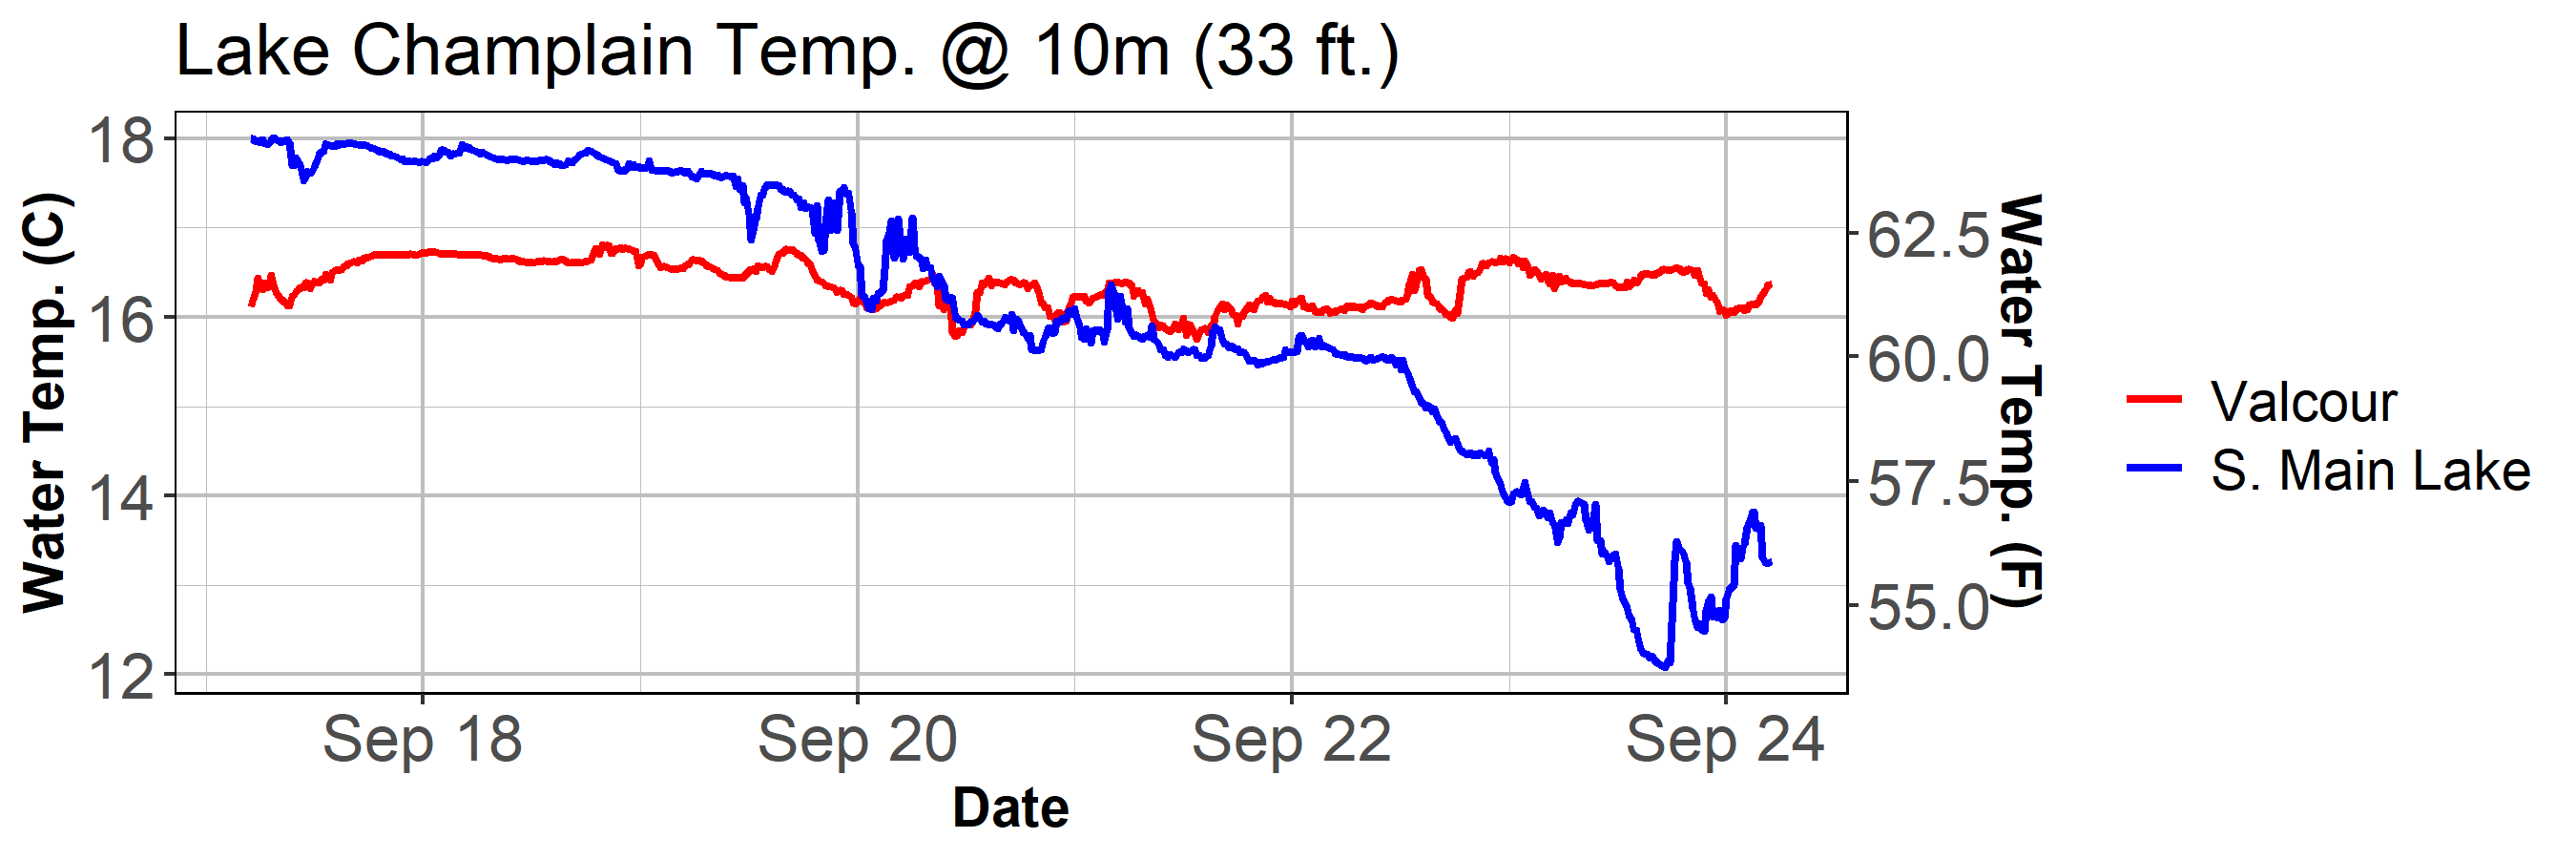 Lake Champlain Temp. @ 10m (33 ft.)
Water Temp. (C)
18
16
14
12
Sep 18
Sep 20
Sep 22
Sep 24
Date
62.5
60.0
57.5
55.0
Water Temp. (F)
Valcour
S. Main Lake